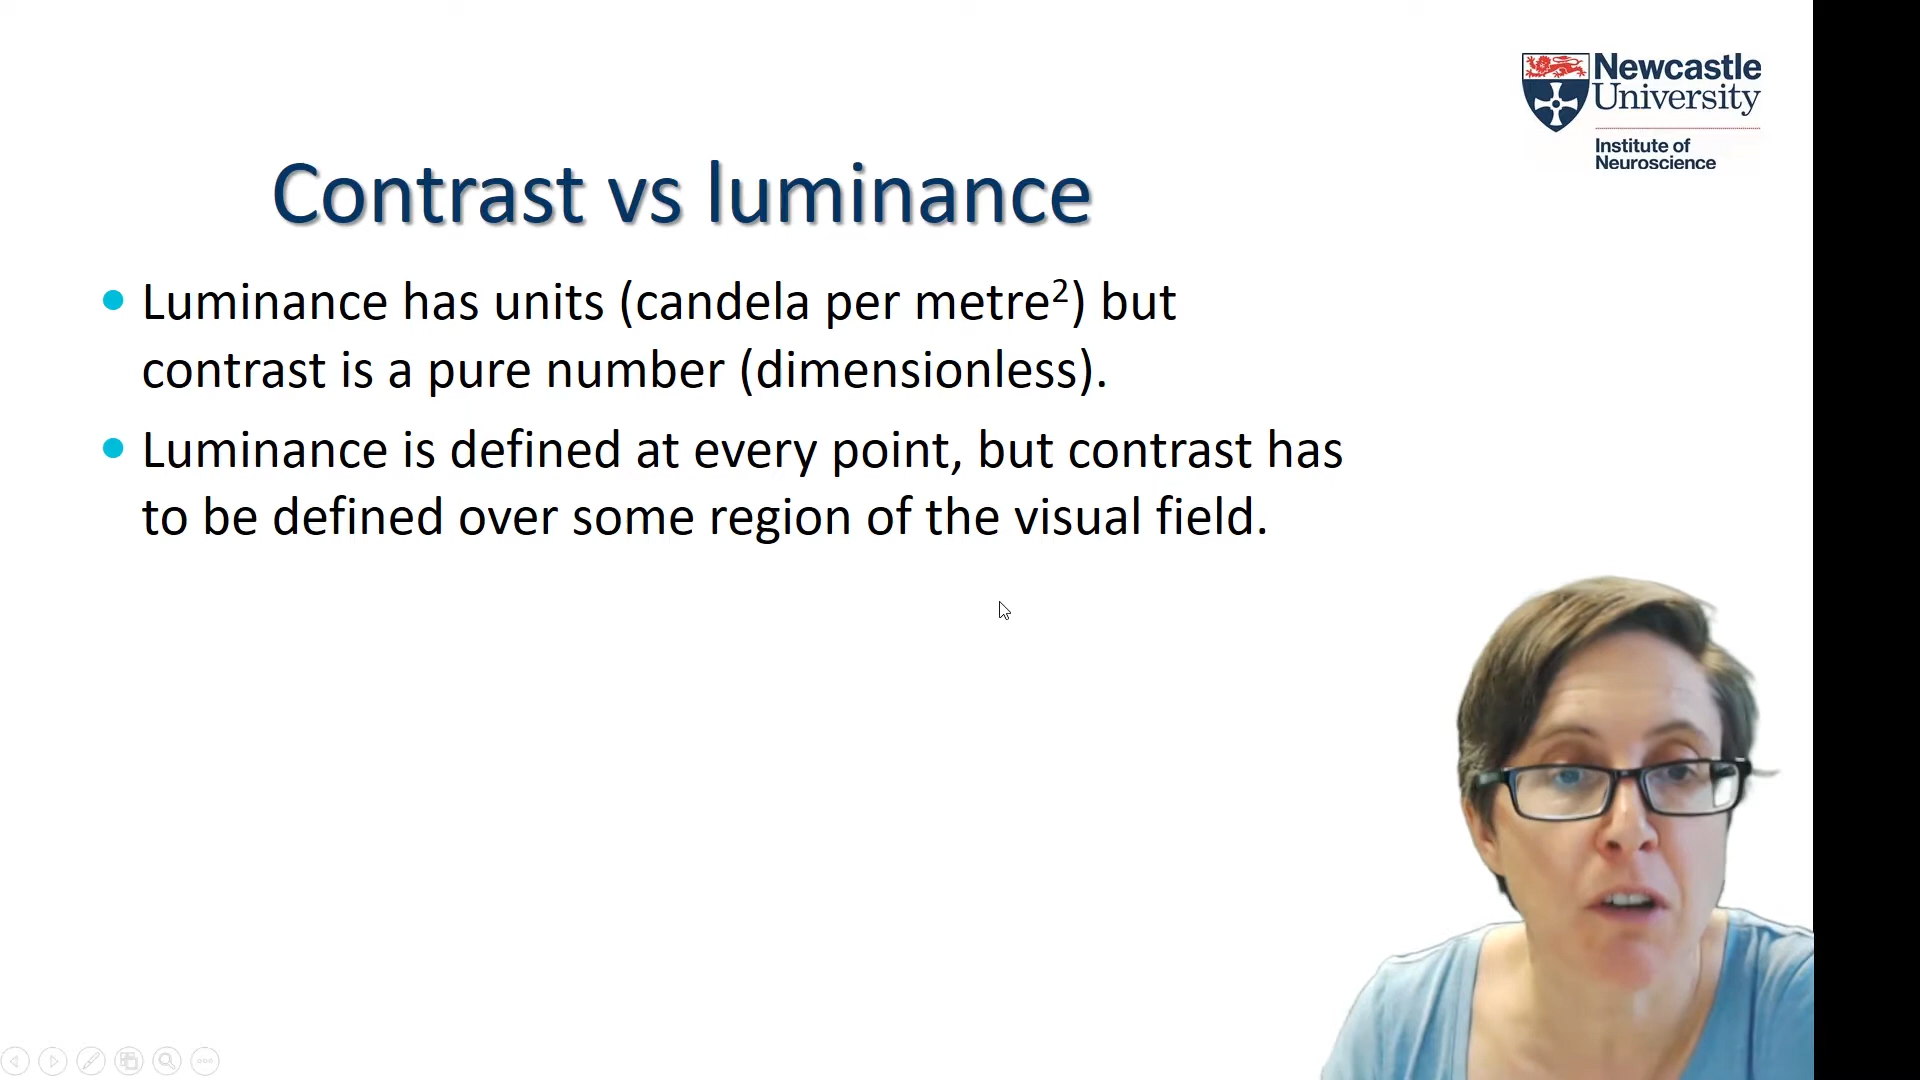 Newcastle
University
Institute of
Neuroscience
Contrast vs luminance
• Luminance has units (candela per metre²) but
contrast is a pure number (dimensionless).
• Luminance is defined at every point, but contrast has
to be defined over some region of the visual field.